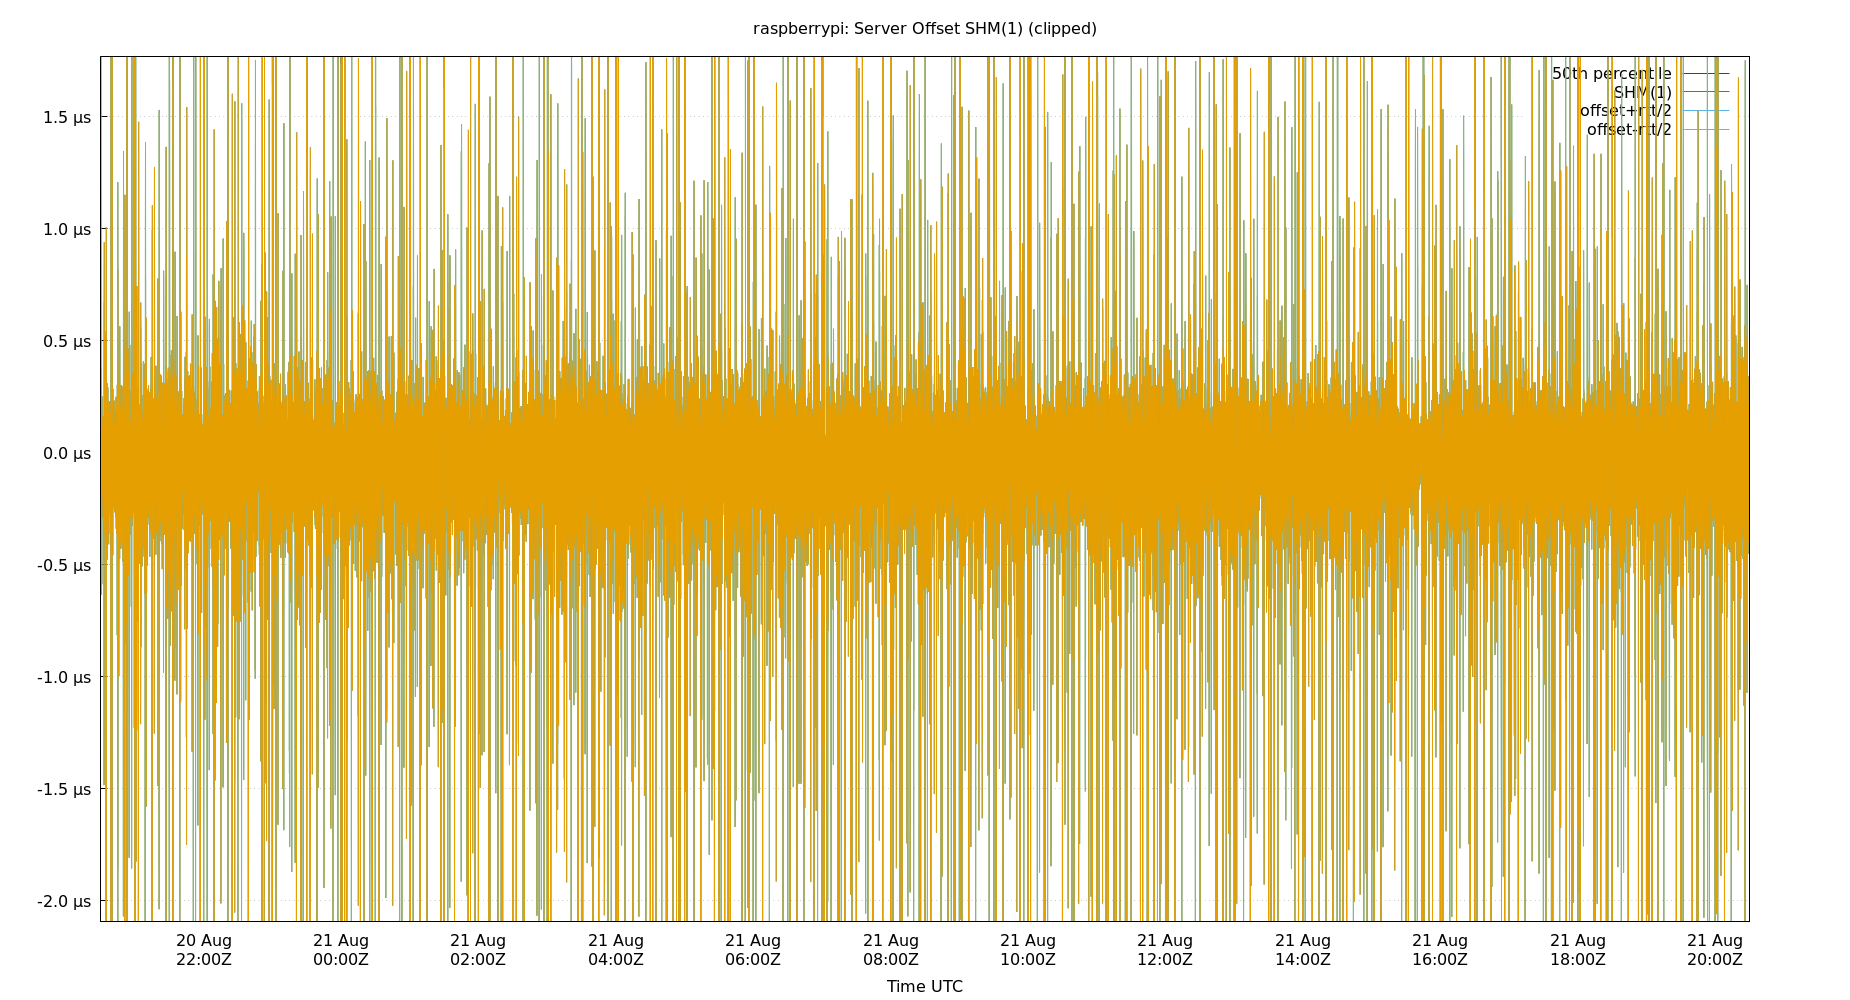 raspberrypi: Server Offset SHM(1) (clipped)
50th percentile
SHM(1)
offset+rtt/2
offset-rtt/2
1.5 µs
1.0 µs
0.5 µs
0.0 µs
-0.5 µs
-1.0 µs
-1.5 µs
-2.0 µs
20 Aug 21 Aug 21 Aug 21 Aug 21 Aug 21 Aug 21 Aug 21 Aug 21 Aug 21 Aug 21 Aug 21 Aug
22:00Z 00:00Z 02:00Z 04:00Z 06:00Z 08:00Z 10:00Z 12:00Z 14:00Z 16:00Z 18:00Z 20:00Z
Time UTC